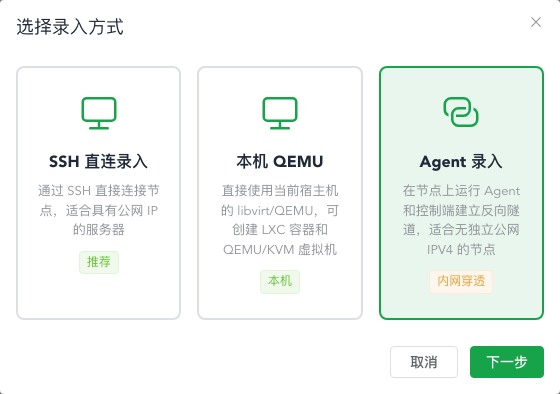 选择录入方式
SSH 直连录入
通过 SSH 直接连接节
点，适合具有公网 IP
的服务器
推荐
本机 QEMU
直接使用当前宿主机
的 libvirt/QEMU，可
创建 LXC 容器和
QEMU/KVM 虚拟机
本机
Agent 录入
在节点上运行 Agent
和控制端建立反向隧
道，适合无独立公网
IPV4 的节点
内网穿透
取消
下一步